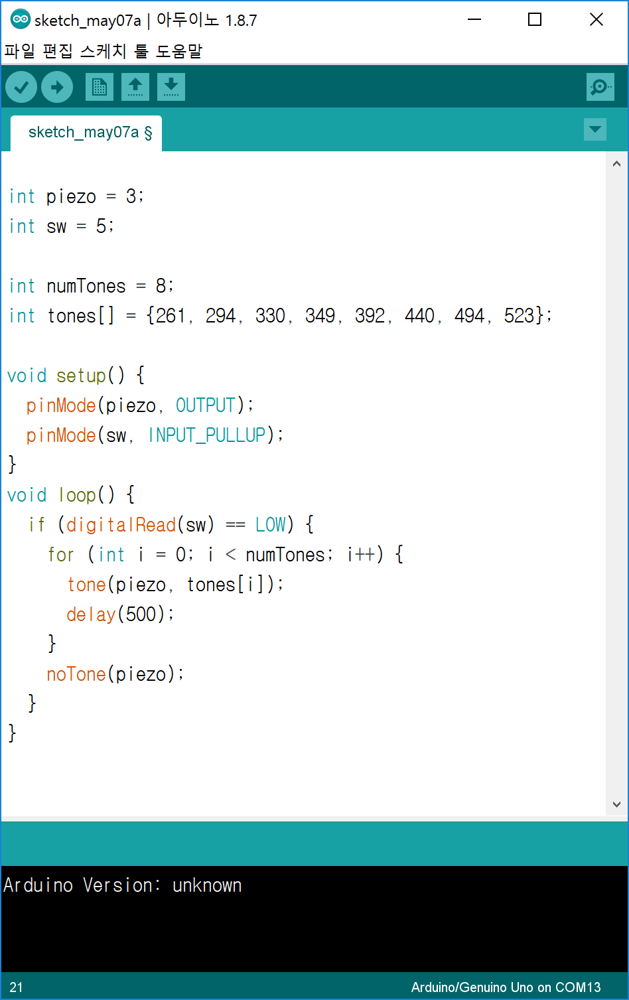 sketch_may07a | 아두이노 1.8.7
파일 편집 스케치 툴 도움말
sketch_may07a §
int piezo = 3;
int sw = 5;
int numTones = 8;
int tones[] = {261, 294, 330, 349, 392, 440, 494, 523};
void setup() {
  pinMode(piezo, OUTPUT);
  pinMode(sw, INPUT_PULLUP);
}
void loop() {
  if (digitalRead(sw) == LOW) {
    for (int i = 0; i < numTones; i++) {
      tone(piezo, tones[i]);
      delay(500);
    }
    noTone(piezo);
  }
}
Arduino Version: unknown
21 Arduino/Genuino Uno on COM13